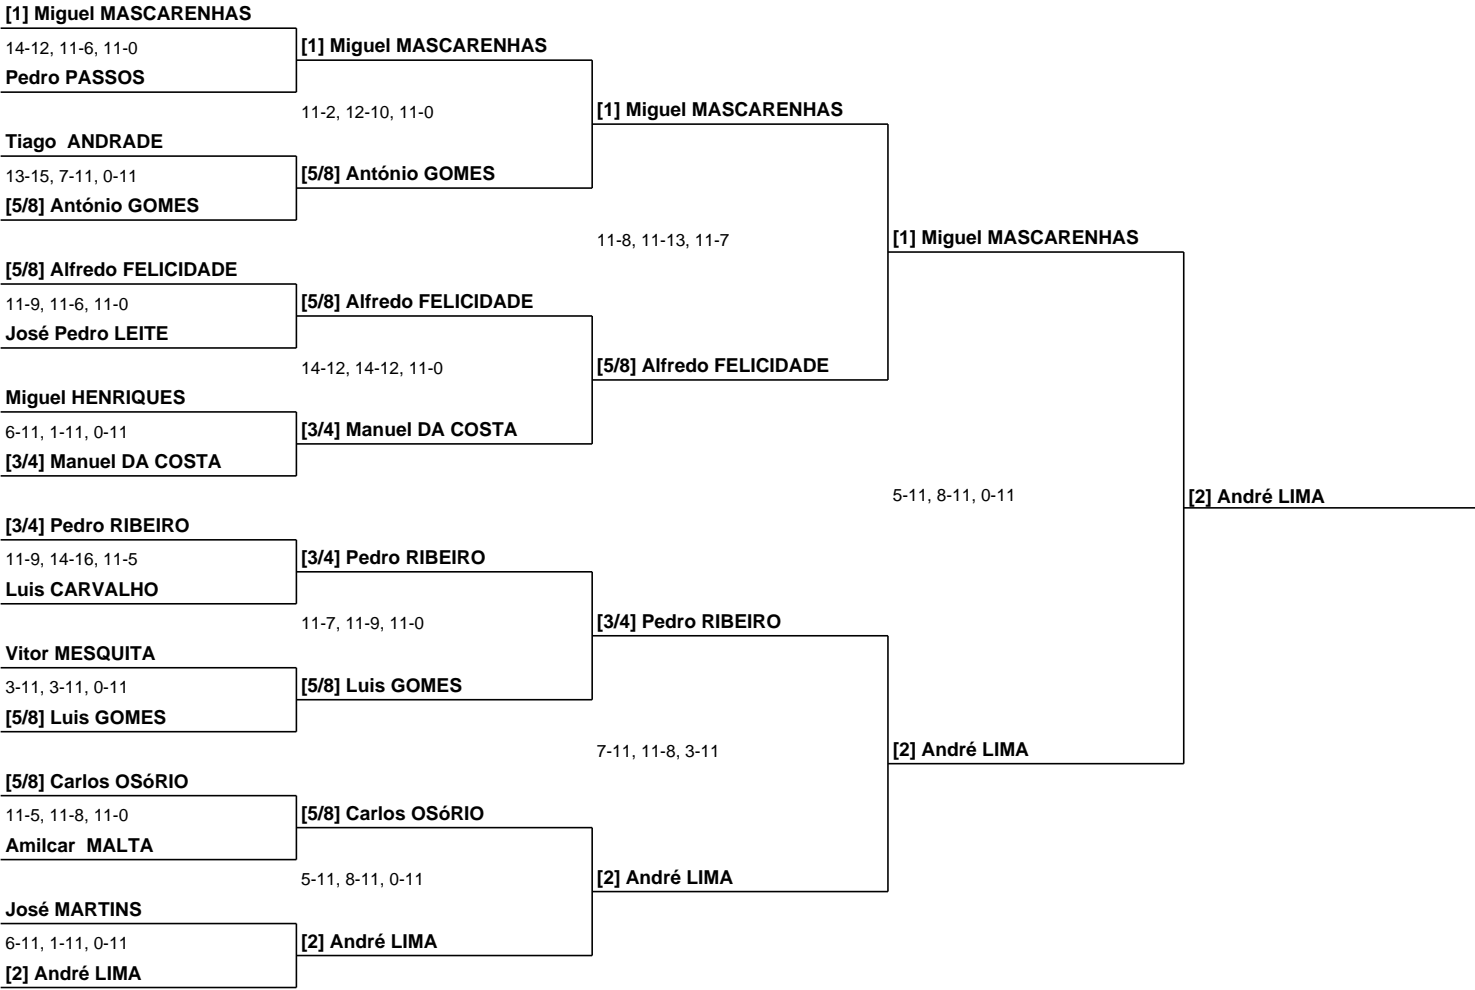 [1] Miguel MASCARENHAS
14-12, 11-6, 11-0
Pedro PASSOS
Tiago  ANDRADE
13-15, 7-11, 0-11
[5/8] António GOMES
[5/8] Alfredo FELICIDADE
11-9, 11-6, 11-0
José Pedro LEITE
Miguel HENRIQUES
6-11, 1-11, 0-11
[3/4] Manuel DA COSTA
[3/4] Pedro RIBEIRO
11-9, 14-16, 11-5
Luis CARVALHO
Vitor MESQUITA
3-11, 3-11, 0-11
[5/8] Luis GOMES
[5/8] Carlos OSóRIO
11-5, 11-8, 11-0
Amilcar  MALTA
José MARTINS
6-11, 1-11, 0-11
[2] André LIMA
[1] Miguel MASCARENHAS
11-2, 12-10, 11-0
[5/8] António GOMES
[5/8] Alfredo FELICIDADE
14-12, 14-12, 11-0
[3/4] Manuel DA COSTA
[3/4] Pedro RIBEIRO
11-7, 11-9, 11-0
[5/8] Luis GOMES
[5/8] Carlos OSóRIO
5-11, 8-11, 0-11
[2] André LIMA
[1] Miguel MASCARENHAS
11-8, 11-13, 11-7
[5/8] Alfredo FELICIDADE
[3/4] Pedro RIBEIRO
7-11, 11-8, 3-11
[2] André LIMA
[1] Miguel MASCARENHAS
5-11, 8-11, 0-11
[2] André LIMA
[2] André LIMA